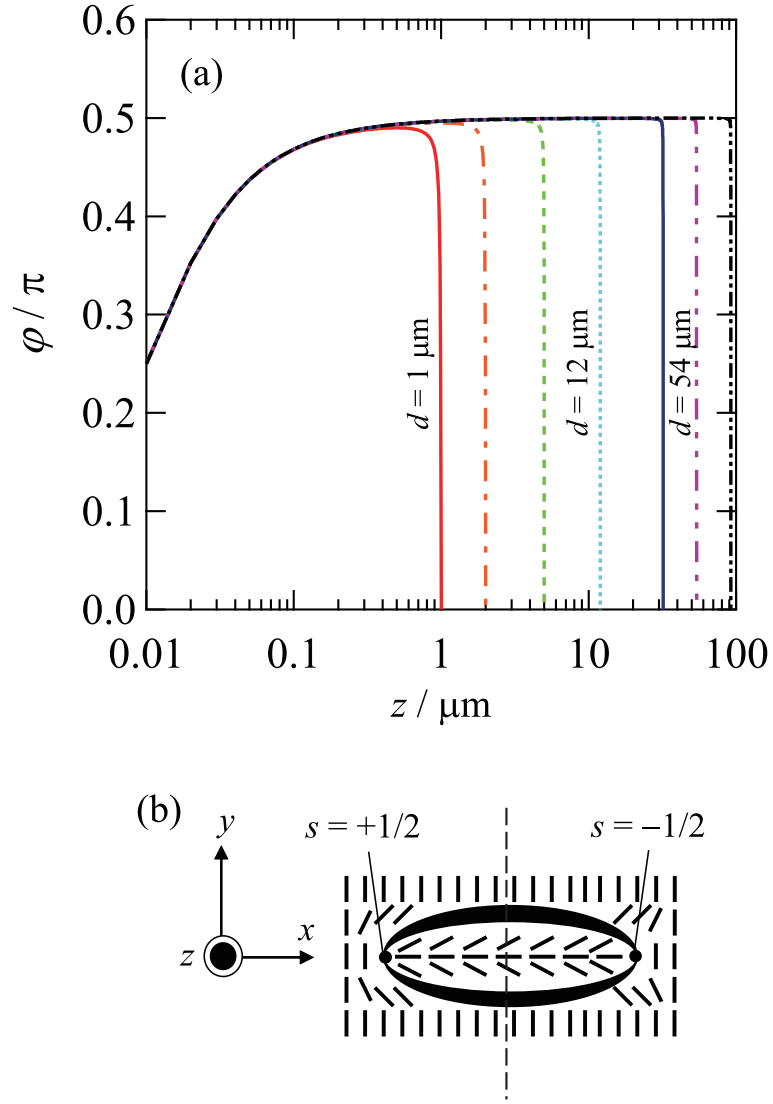 (a)
0.6
0.5
0.4
0.3
0.2
0.1
0.0
φ / π
d = 1 μm
d = 12 μm
d = 54 μm
0.01
0.1
1
10
100
z / μm
(b)
y
x
z
s = +1/2
s = –1/2